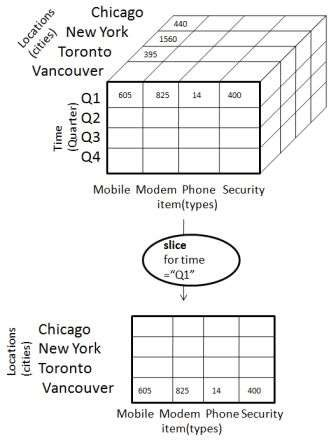 Locations
(cities)
Chicago
New York
Toronto
Vancouver
440
1560
395
Time
(Quarter)
Q1
Q2
Q3
Q4
605 825 14 400
Mobile Modem Phone Security
item(types)
slice
for time
="Q1"
Locations
(cities)
Chicago
New York
Toronto
Vancouver
605 825 14 400
Mobile Modem Phone Security
item(types)